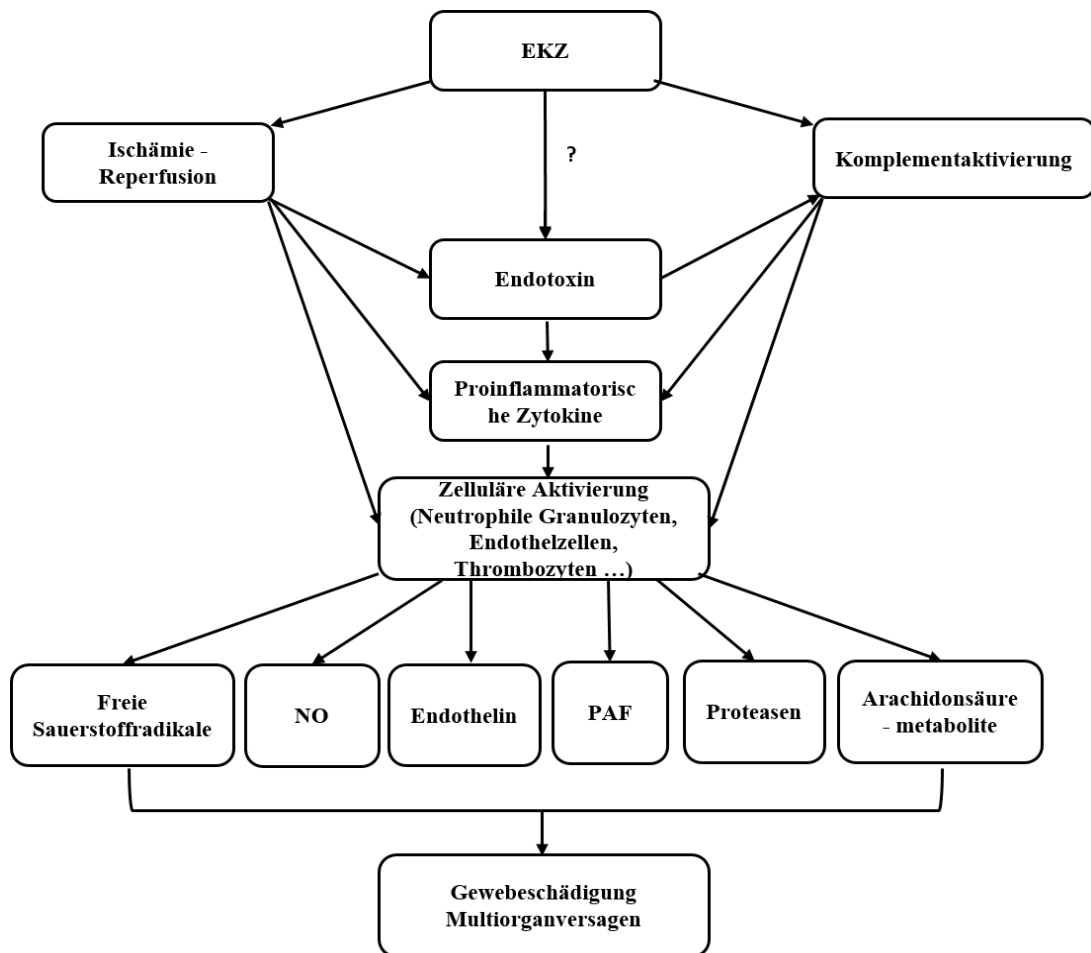 EKZ
Ischämie -
Reperfusion
?
Komplementaktivierung
Endotoxin
Proinflammatorisc
he Zytokine
Zelluläre Aktivierung
(Neutrophile Granulozyten,
Endothelzellen,
Thrombozyten …)
Freie
Sauerstoffradikale
NO
Endothelin
PAF
Proteasen
Arachidonsäure
- metabolite
Gewebeschädigung
Multiorganversagen